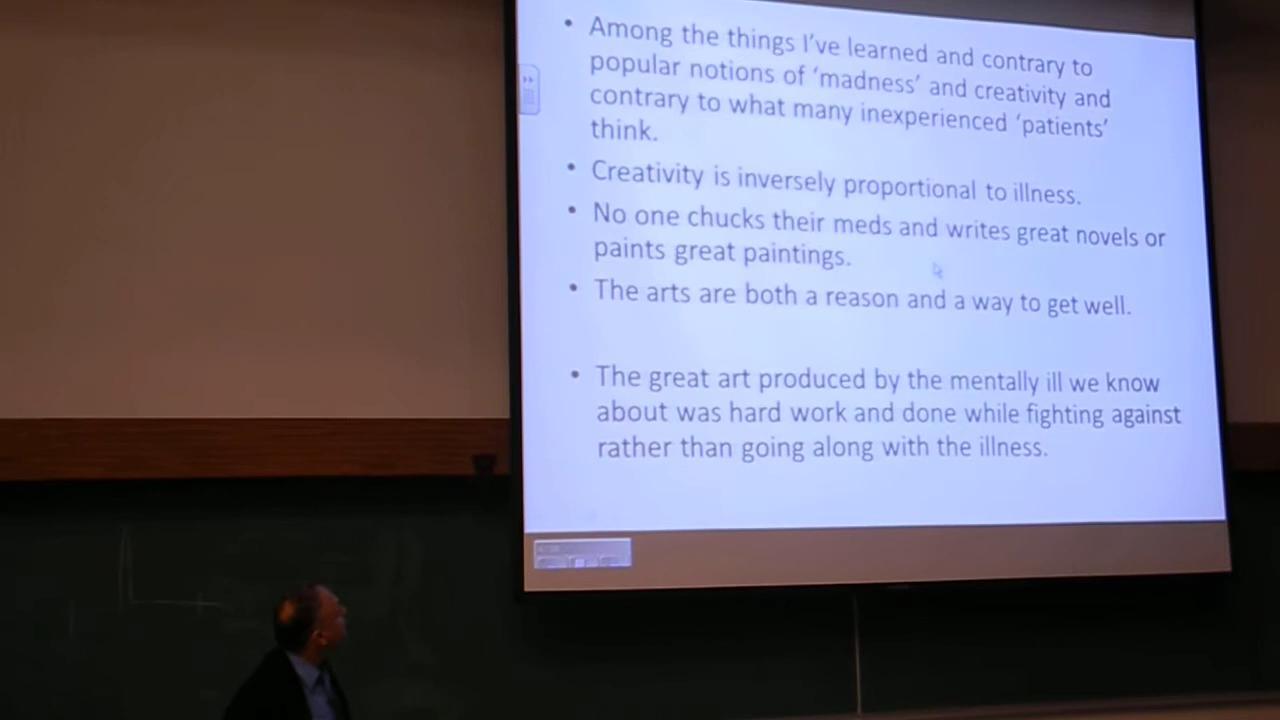 • Among the things I've learned and contrary to
popular notions of 'madness' and creativity and
contrary to what many inexperienced 'patients'
think.
• Creativity is inversely proportional to illness.
• No one chucks their meds and writes great novels or
paints great paintings.
• The arts are both a reason and a way to get well.
• The great art produced by the mentally ill we know
about was hard work and done while fighting against
rather than going along with the illness.